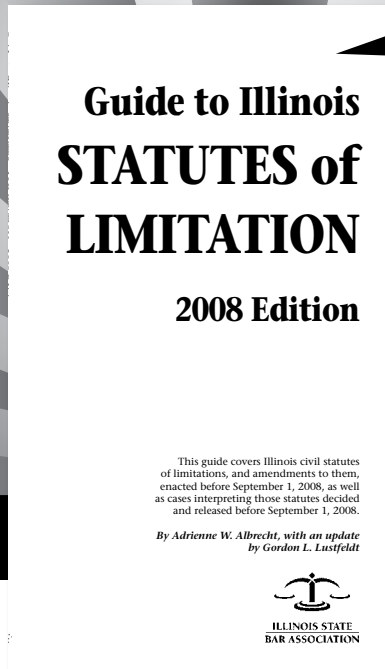 Guide to Illinois
STATUTES of
LIMITATION
2008 Edition
This guide covers Illinois civil statutes
of limitations, and amendments to them,
enacted before September 1, 2008, as well
as cases interpreting those statutes decided
and released before September 1, 2008.
By Adrienne W. Albrecht, with an update
by Gordon L. Lustfeldt
ILLINOIS STATE
BAR ASSOCIATION